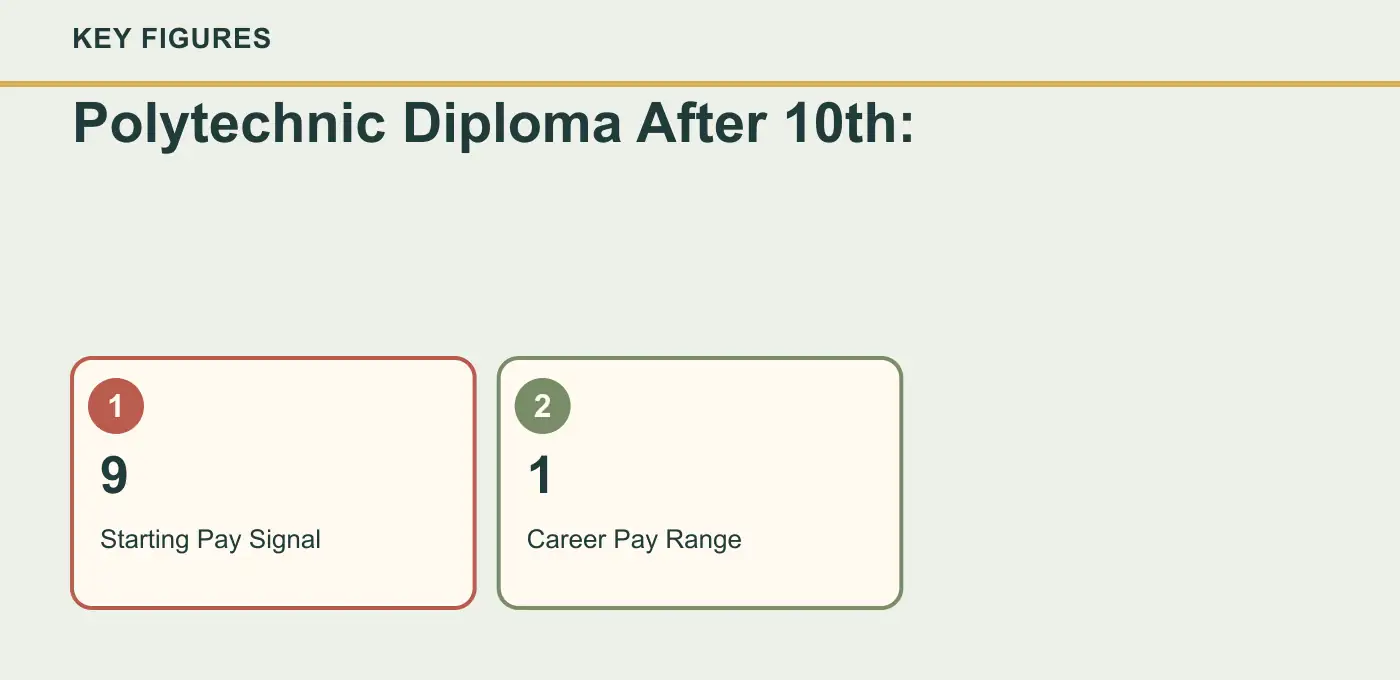 KEY FIGURES
Polytechnic Diploma After 10th:
1
9
Starting Pay Signal
2
1
Career Pay Range